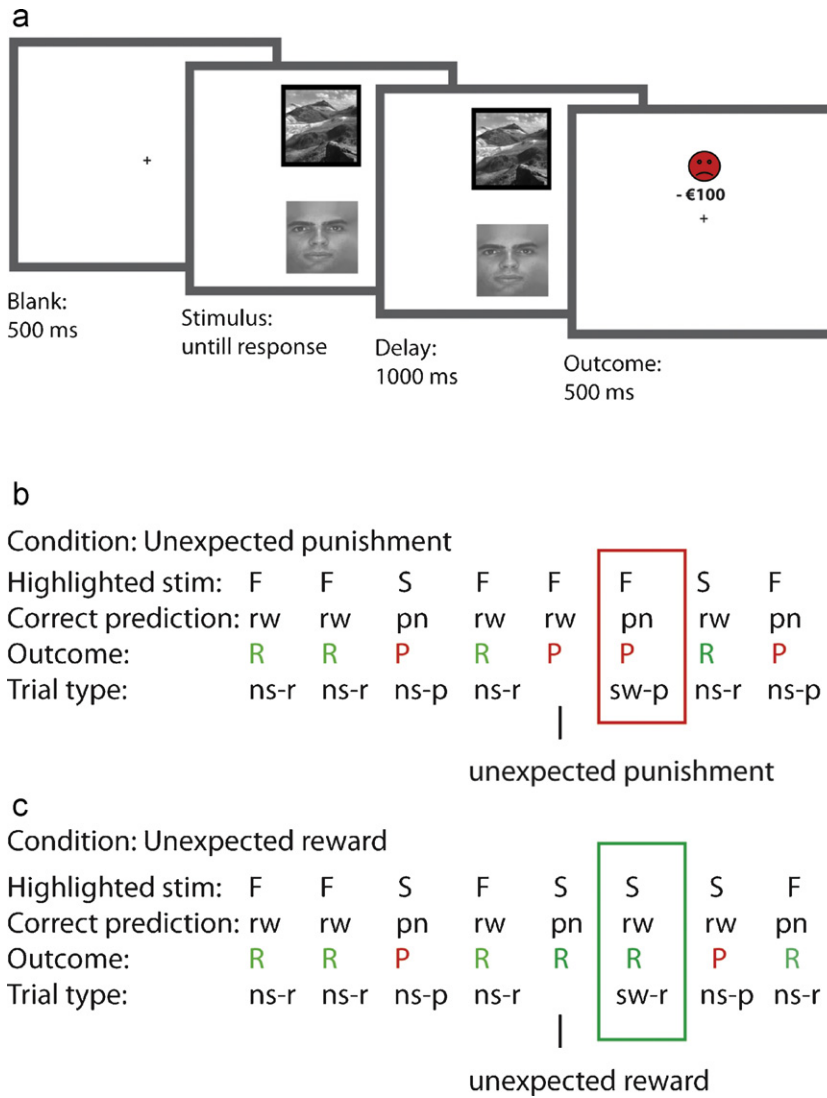 a
+
- €100
+
Blank:
500 ms
Stimulus:
untill response
Delay:
1000 ms
Outcome:
500 ms
b
Condition: Unexpected punishment
Highlighted stim: F F S F F F S F
Correct prediction: rw rw pn rw rw pn rw pn
Outcome: R R P R P P R P
Trial type: ns-r ns-r ns-p ns-r sw-p ns-r ns-p
unexpected punishment
c
Condition: Unexpected reward
Highlighted stim: F F S F S S S F
Correct prediction: rw rw pn rw pn rw rw pn
Outcome: R R P R R R P R
Trial type: ns-r ns-r ns-p ns-r sw-r ns-p ns-r
unexpected reward